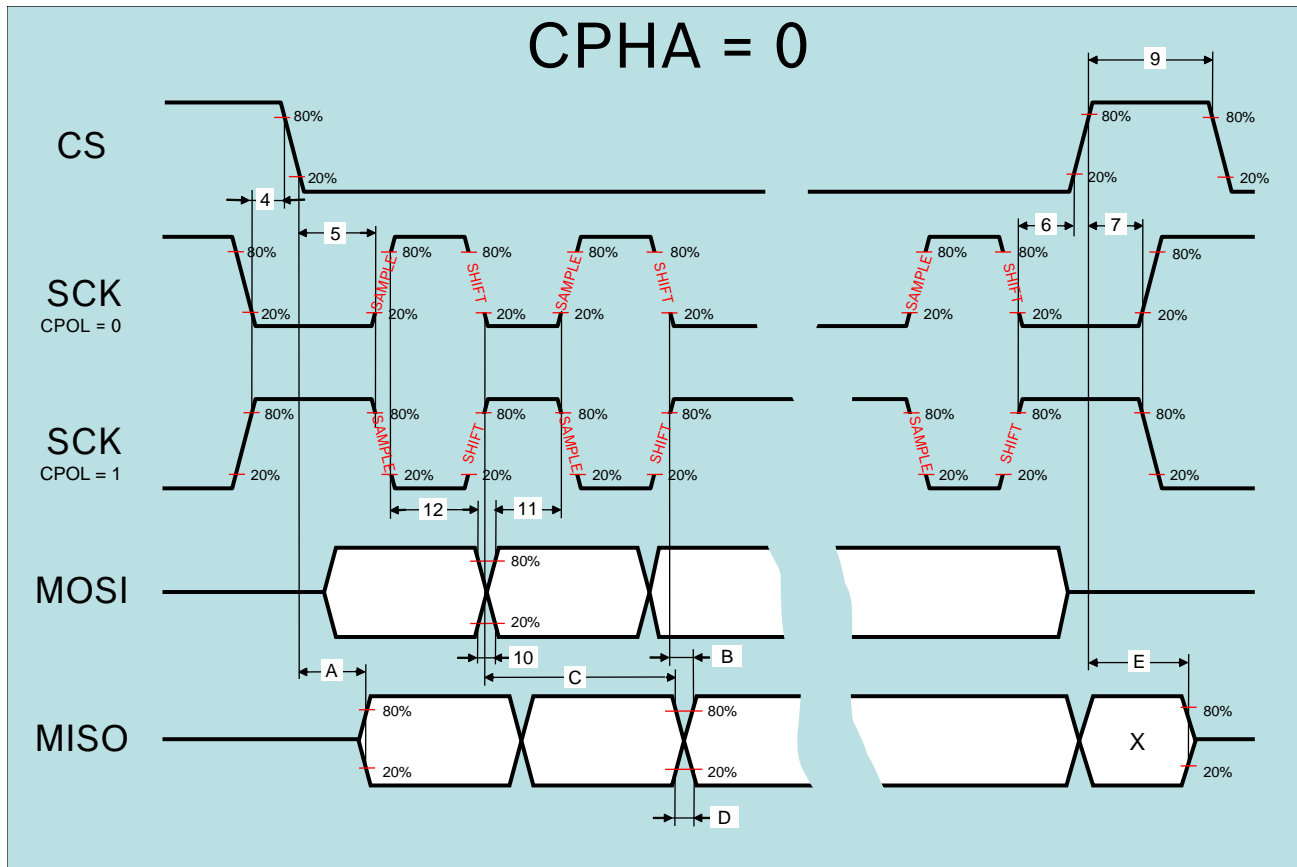 CPHA = 0
9
CS
80%
80%
80%
20%
20%
20%
4
5
6
7
SCK
CPOL = 0
80%
SAMPLE
80%
SHIFT
80%
SAMPLE
80%
SHIFT
80%
SAMPLE
80%
SHIFT
80%
80%
20%
20%
20%
20%
20%
20%
20%
20%
SCK
CPOL = 1
80%
SAMPLE
80%
SHIFT
80%
SAMPLE
80%
SHIFT
80%
SAMPLE
80%
SHIFT
80%
80%
20%
20%
20%
20%
20%
20%
20%
20%
12
11
MOSI
80%
20%
10
A
B
C
E
MISO
80%
80%
80%
X
20%
20%
20%
D